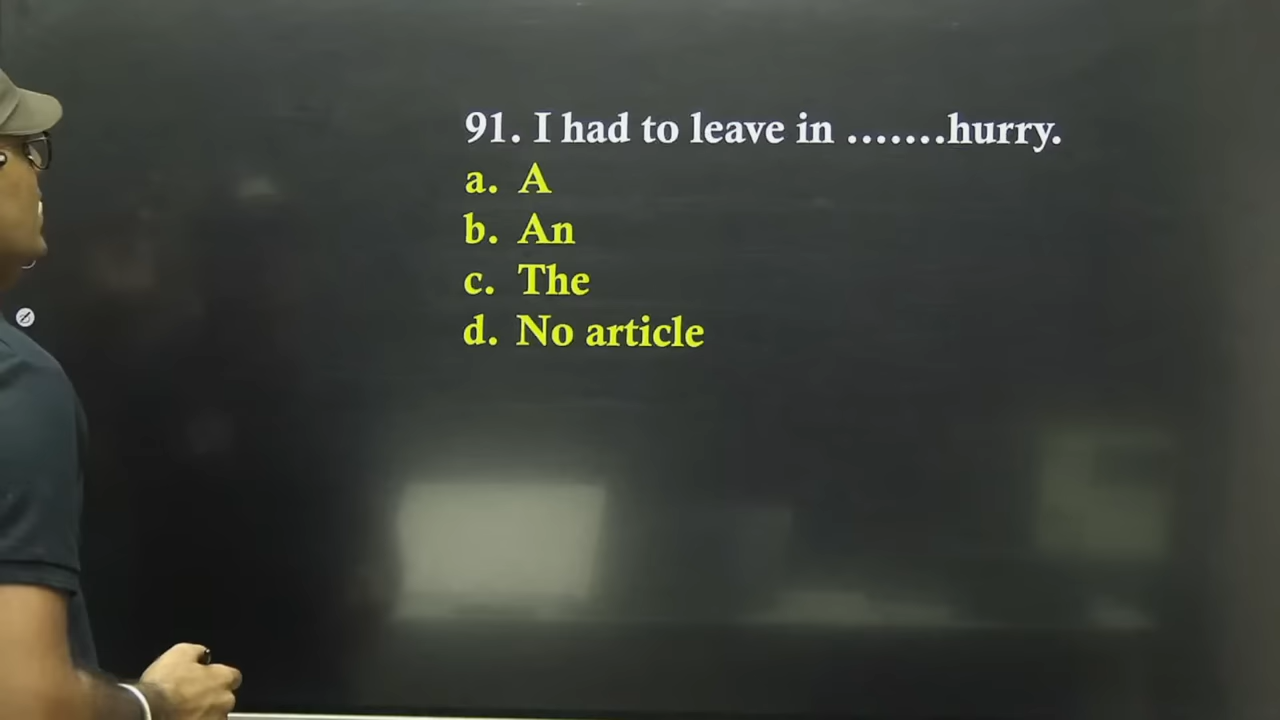 91. I had to leave in .......hurry.
a. A
b. An
c. The
d. No article